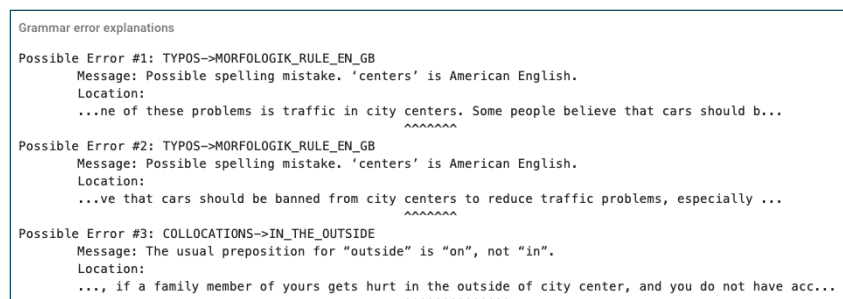 Grammar error explanations
Possible Error #1: TYPOS->MORFOLOGIK_RULE_EN_GB
Message: Possible spelling mistake. ‘centers’ is American English.
Location:
...ne of these problems is traffic in city centers. Some people believe that cars should b...
^^^^^^^
Possible Error #2: TYPOS->MORFOLOGIK_RULE_EN_GB
Message: Possible spelling mistake. ‘centers’ is American English.
Location:
...ve that cars should be banned from city centers to reduce traffic problems, especially ...
^^^^^^^
Possible Error #3: COLLOCATIONS->IN_THE_OUTSIDE
Message: The usual preposition for “outside” is “on”, not “in”.
Location:
..., if a family member of yours gets hurt in the outside of city center, and you do not have acc...
^^^^^^^^^^^^^^